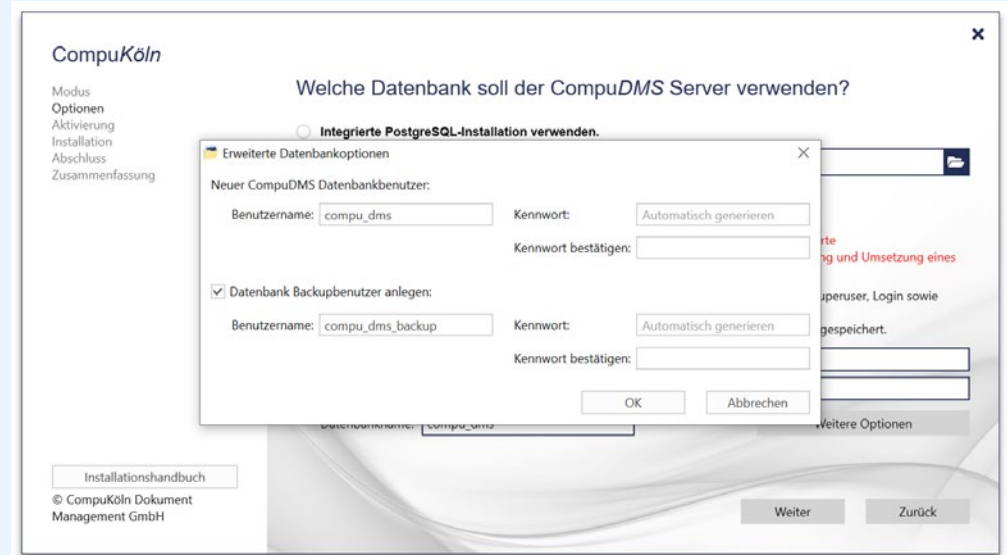 CompuKöln
Modus
Optionen
Aktivierung
Installation
Abschluss
Zusammenfassung
Welche Datenbank soll der CompuDMS Server verwenden?
Integrierte PostgreSQL-Installation verwenden.
Erweiterte Datenbankoptionen
Neuer CompuDMS Datenbankbenutzer:
Benutzername: compu_dms Kennwort: Automatisch generieren
Kennwort bestätigen:
Datenbank Backupbenutzer anlegen:
Benutzername: compu_dms_backup Kennwort: Automatisch generieren
Kennwort bestätigen:
OK Abbrechen
rte
ng und Umsetzung eines
uperuser, Login sowie
gespeichert.
Datenbankname: compu_dms Weitere Optionen
Installationshandbuch
© CompuKöln Dokument
Management GmbH
Weiter Zurück